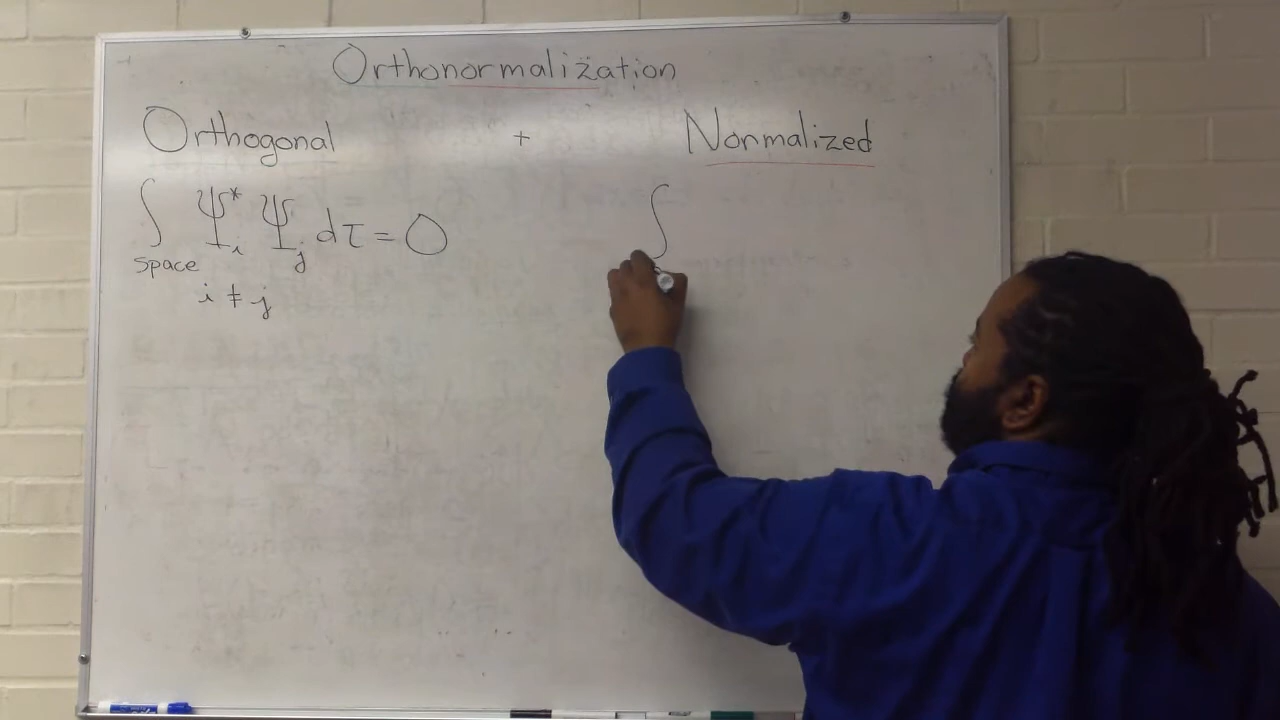 Orthonormalization
Orthogonal + Normalized
∫ Ψ*ᵢ Ψⱼ dτ = 0 ∫
space
i ≠ j